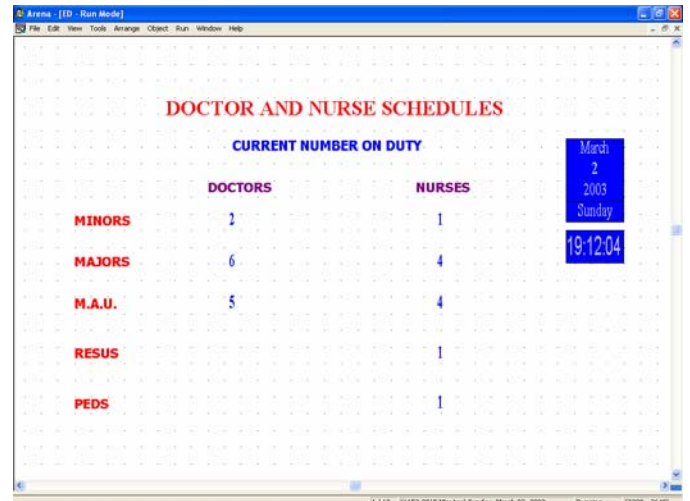 Arena - [ED - Run Mode]
File Edit View Tools Arrange Object Run Window Help
DOCTOR AND NURSE SCHEDULES
CURRENT NUMBER ON DUTY
March
2
2003
Sunday
19:12:04
DOCTORS NURSES
MINORS 2 1
MAJORS 6 4
M.A.U. 5 4
RESUS 1
PEDS 1